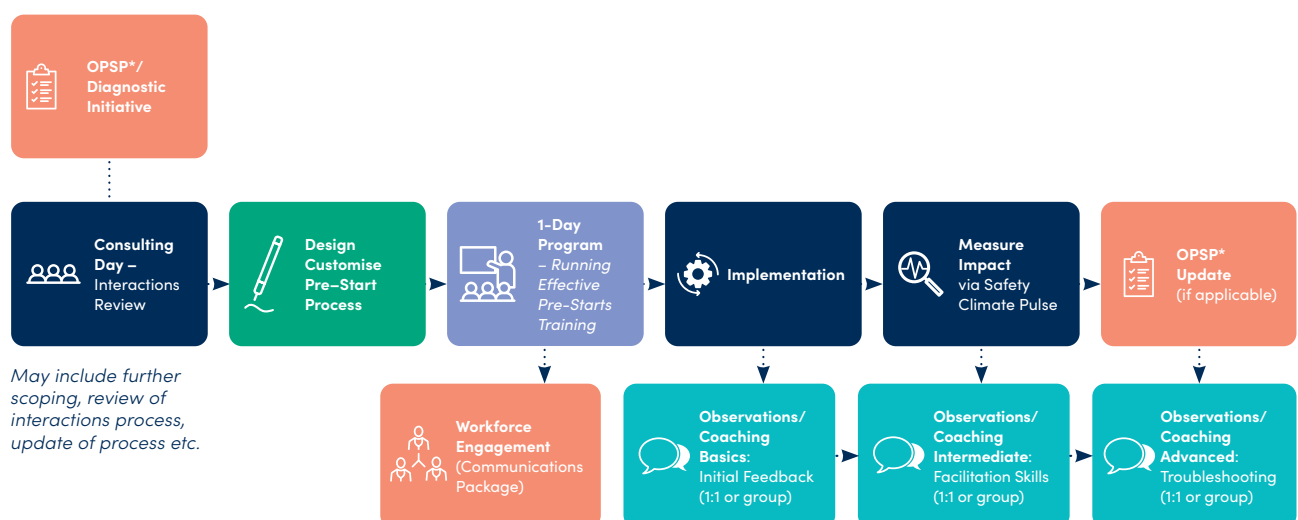 OPSP*/
Diagnostic
Initiative
Consulting
Day –
Interactions
Review
Design
Customise
Pre–Start
Process
1-Day
Program
– Running
Effective
Pre-Starts
Training
Implementation
Measure
Impact
via Safety
Climate Pulse
OPSP*
Update
(if applicable)
May include further
scoping, review of
interactions process,
update of process etc.
Workforce
Engagement
(Communications
Package)
Observations/
Coaching
Basics:
Initial Feedback
(1:1 or group)
Observations/
Coaching
Intermediate:
Facilitation Skills
(1:1 or group)
Observations/
Coaching
Advanced:
Troubleshooting
(1:1 or group)